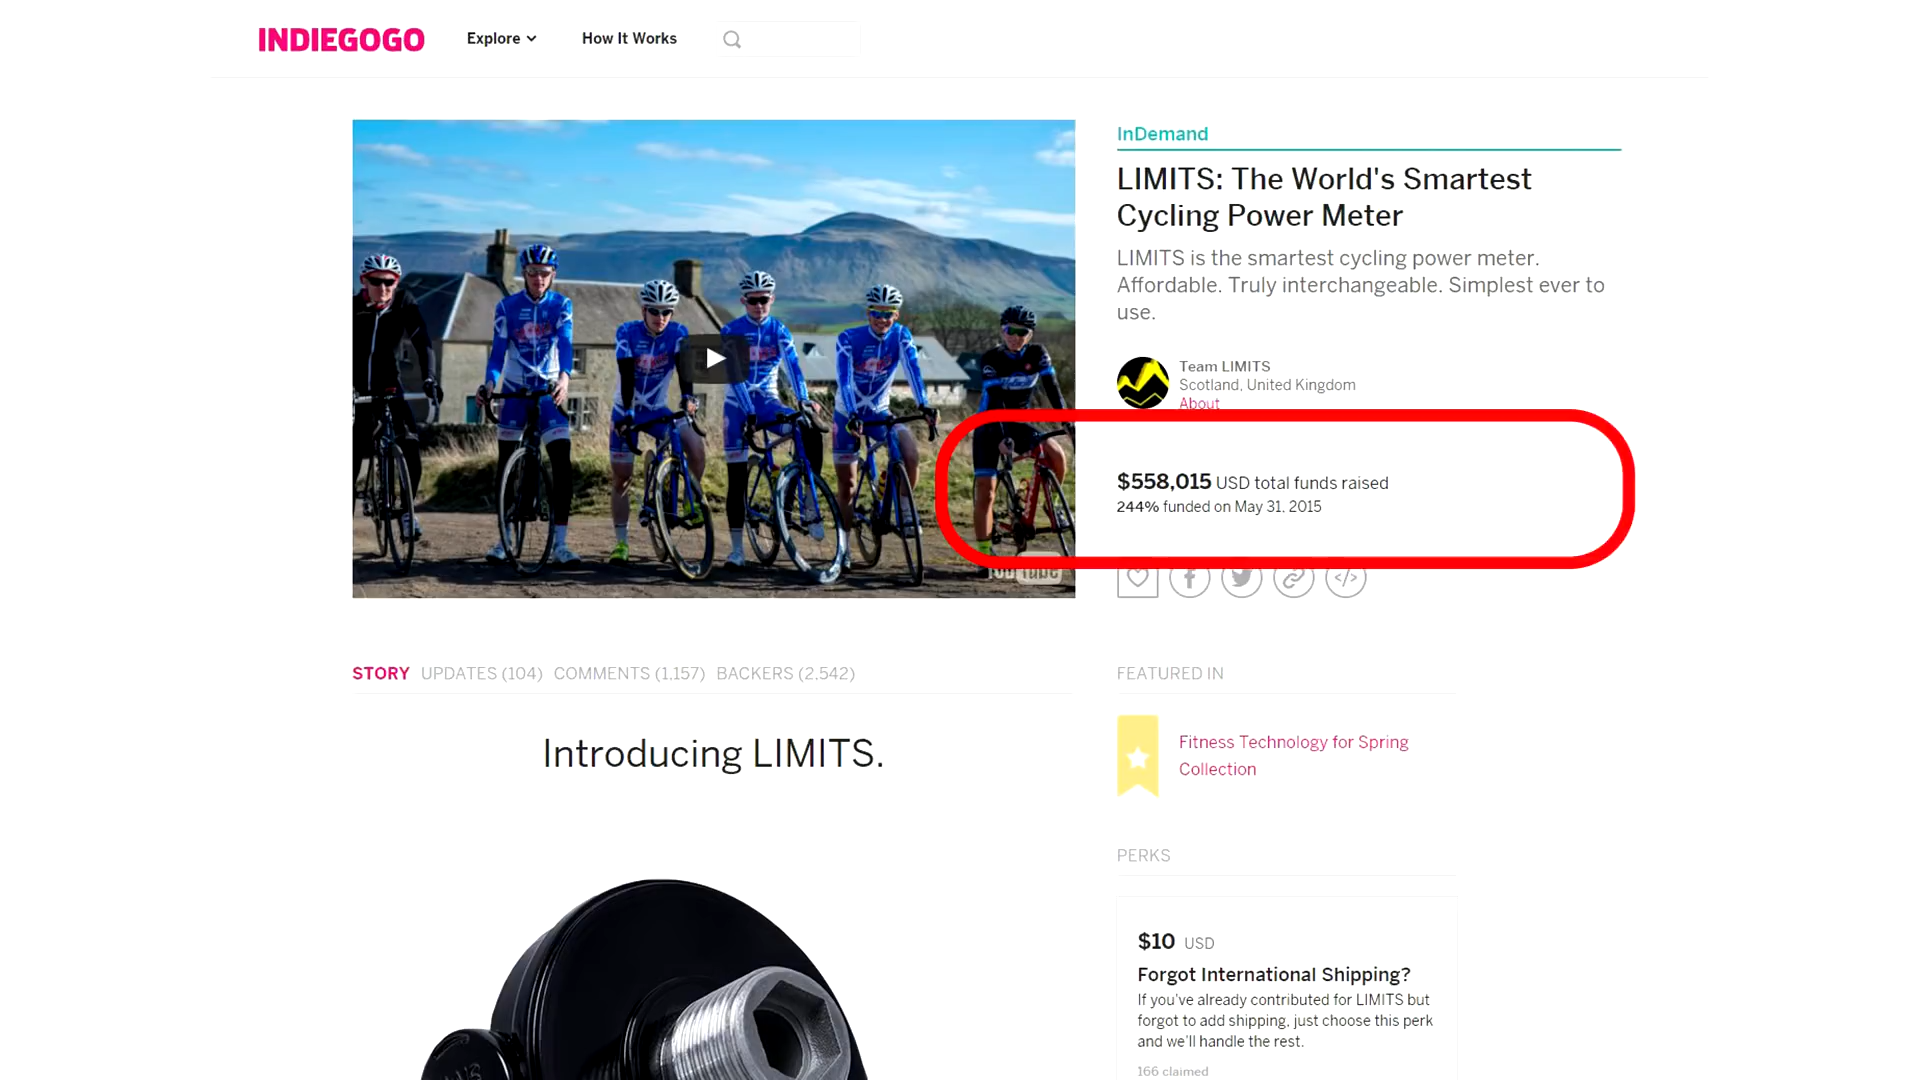 INDIEGOGO
Explore
How It Works
InDemand
LIMITS: The World's Smartest
Cycling Power Meter
LIMITS is the smartest cycling power meter.
Affordable. Truly interchangeable. Simplest ever to
use.
Team LIMITS
Scotland, United Kingdom
About
$558,015 USD total funds raised
244% funded on May 31, 2015
YouTube
STORY UPDATES (104) COMMENTS (1,157) BACKERS (2,542)
FEATURED IN
Introducing LIMITS.
Fitness Technology for Spring
Collection
PERKS
$10 USD
Forgot International Shipping?
If you've already contributed for LIMITS but
forgot to add shipping, just choose this perk
and we'll handle the rest.
166 claimed